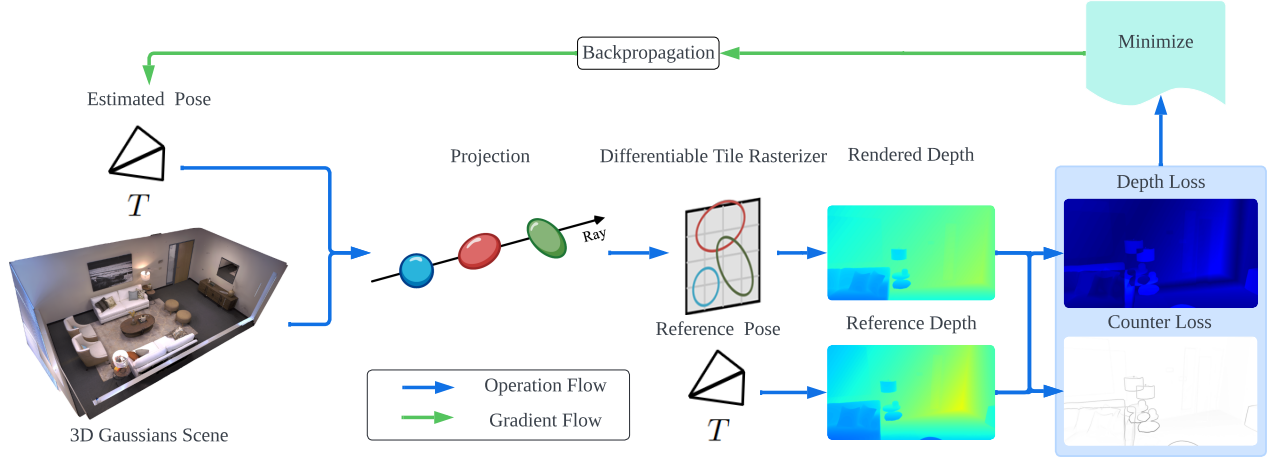 Backpropagation
Minimize
Estimated Pose
T
Projection
Differentiable Tile Rasterizer
Rendered Depth
Depth Loss
Ray
Reference Pose
T
Reference Depth
Counter Loss
Operation Flow
Gradient Flow
3D Gaussians Scene